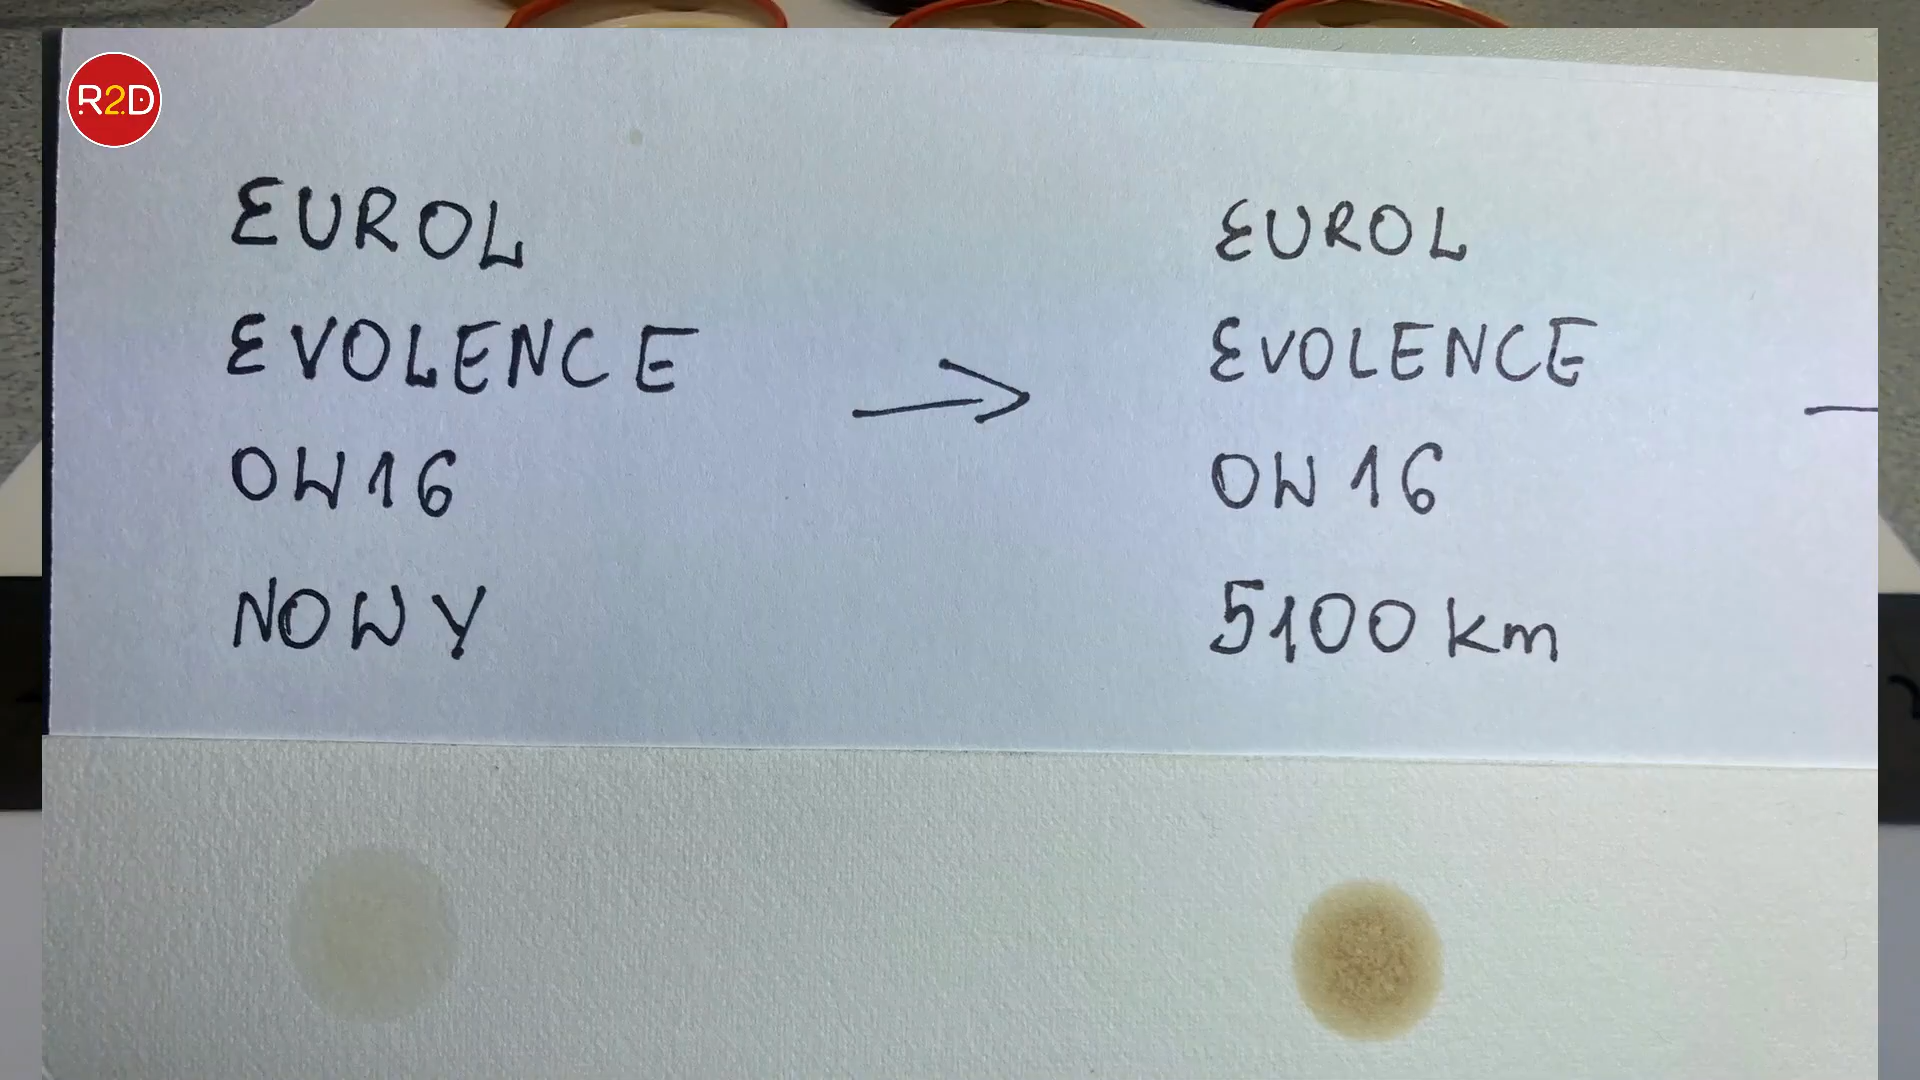 R2D
EUROL
EVOLENCE
0W16
NOWY
EUROL
EVOLENCE
0W16
5100 km